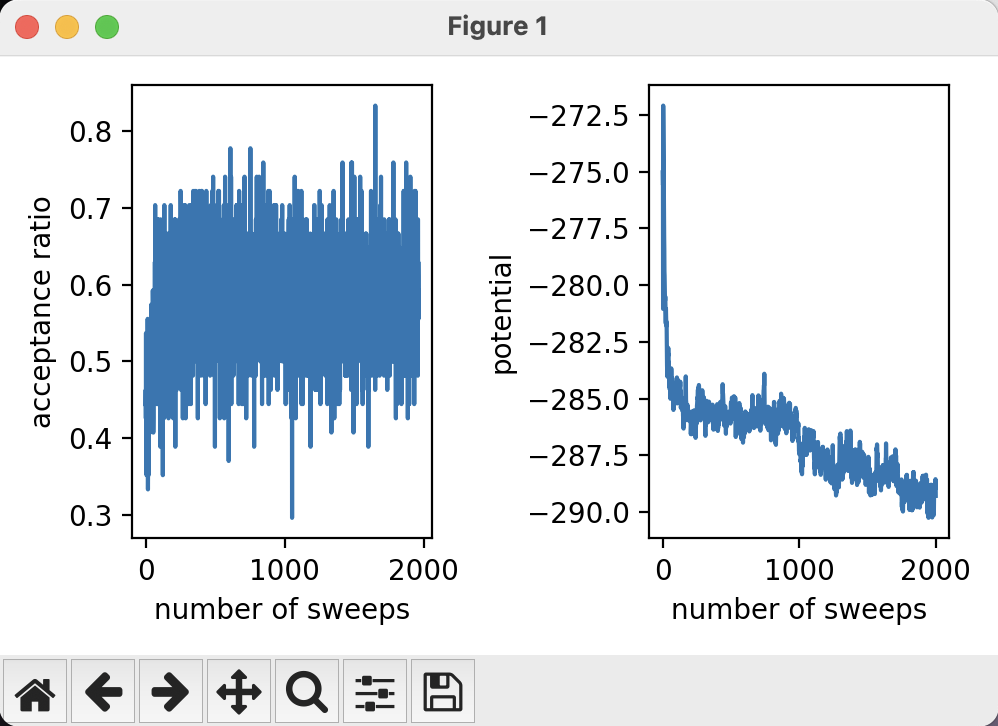 Figure 1
acceptance ratio
0.8
0.7
0.6
0.5
0.4
0.3
0 1000 2000
number of sweeps
potential
−272.5
−275.0
−277.5
−280.0
−282.5
−285.0
−287.5
−290.0
0 1000 2000
number of sweeps